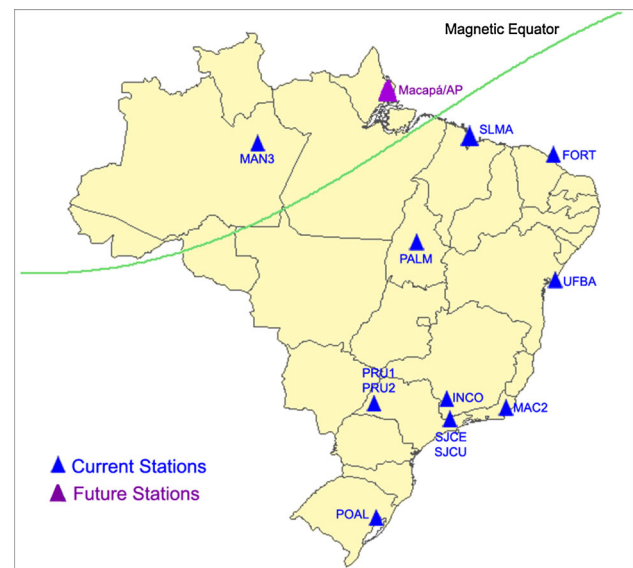 Magnetic Equator
Macapá/AP
SLMA
MAN3
FORT
PALM
UFBA
PRU1
PRU2
INCO
MAC2
SJCE
SJCU
Current Stations
Future Stations
POAL